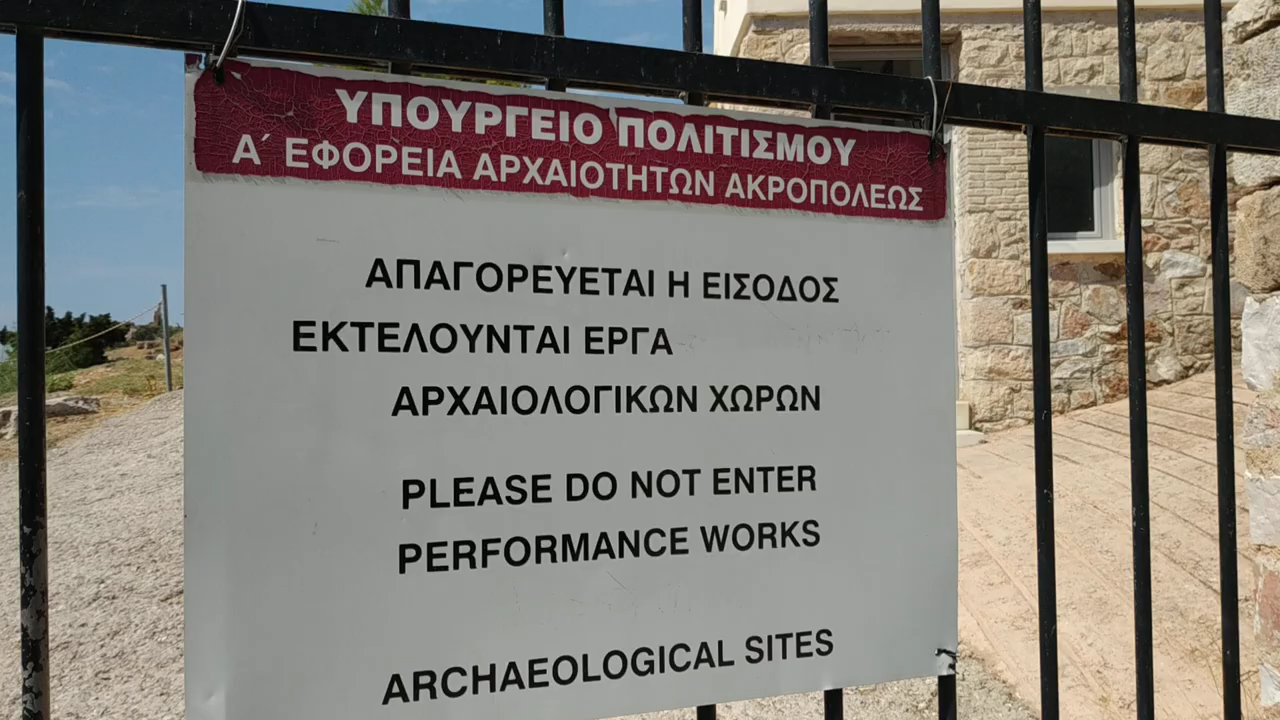 ΥΠΟΥΡΓΕΙΟ ΠΟΛΙΤΙΣΜΟΥ
Α΄ ΕΦΟΡΕΙΑ ΑΡΧΑΙΟΤΗΤΩΝ ΑΚΡΟΠΟΛΕΩΣ
ΑΠΑΓΟΡΕΥΕΤΑΙ Η ΕΙΣΟΔΟΣ
ΕΚΤΕΛΟΥΝΤΑΙ ΕΡΓΑ
ΑΡΧΑΙΟΛΟΓΙΚΩΝ ΧΩΡΩΝ
PLEASE DO NOT ENTER
PERFORMANCE WORKS
ARCHAEOLOGICAL SITES